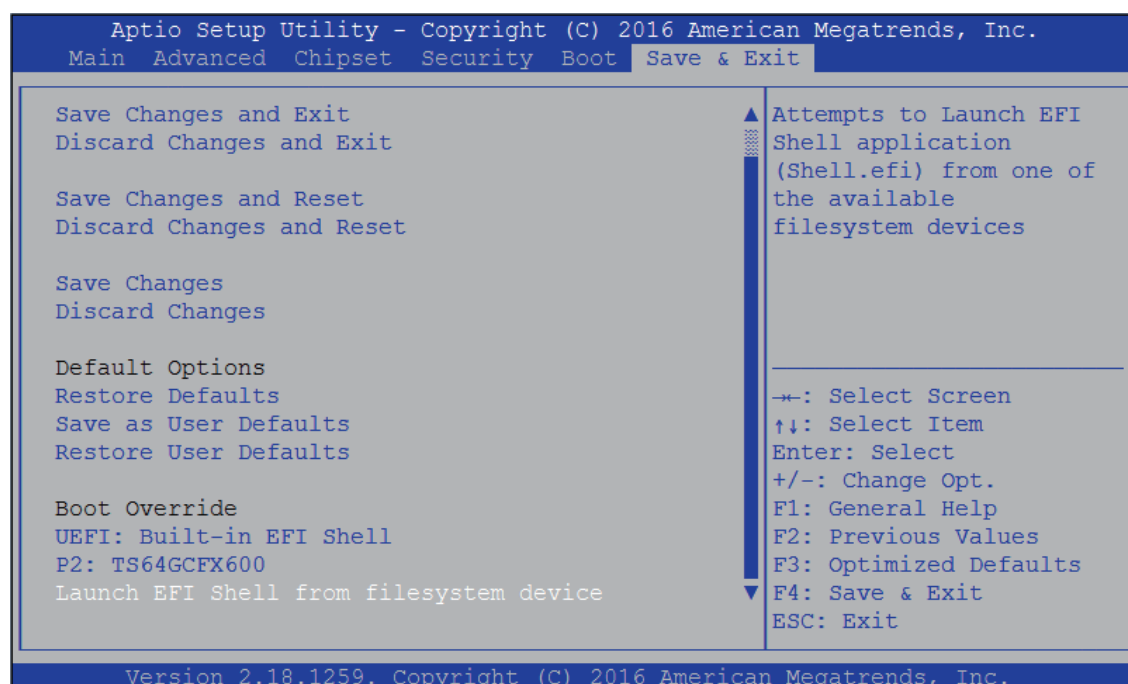 Aptio Setup Utility - Copyright (C) 2016 American Megatrends, Inc.
Main Advanced Chipset Security Boot Save & Exit
Save Changes and Exit
Discard Changes and Exit
Save Changes and Reset
Discard Changes and Reset
Save Changes
Discard Changes
Default Options
Restore Defaults
Save as User Defaults
Restore User Defaults
Boot Override
UEFI: Built-in EFI Shell
P2: TS64GCFX600
Launch EFI Shell from filesystem device
Attempts to Launch EFI
Shell application
(Shell.efi) from one of
the available
filesystem devices
→←: Select Screen
↑↓: Select Item
Enter: Select
+/-: Change Opt.
F1: General Help
F2: Previous Values
F3: Optimized Defaults
F4: Save & Exit
ESC: Exit
Version 2.18.1259. Copyright (C) 2016 American Megatrends, Inc.